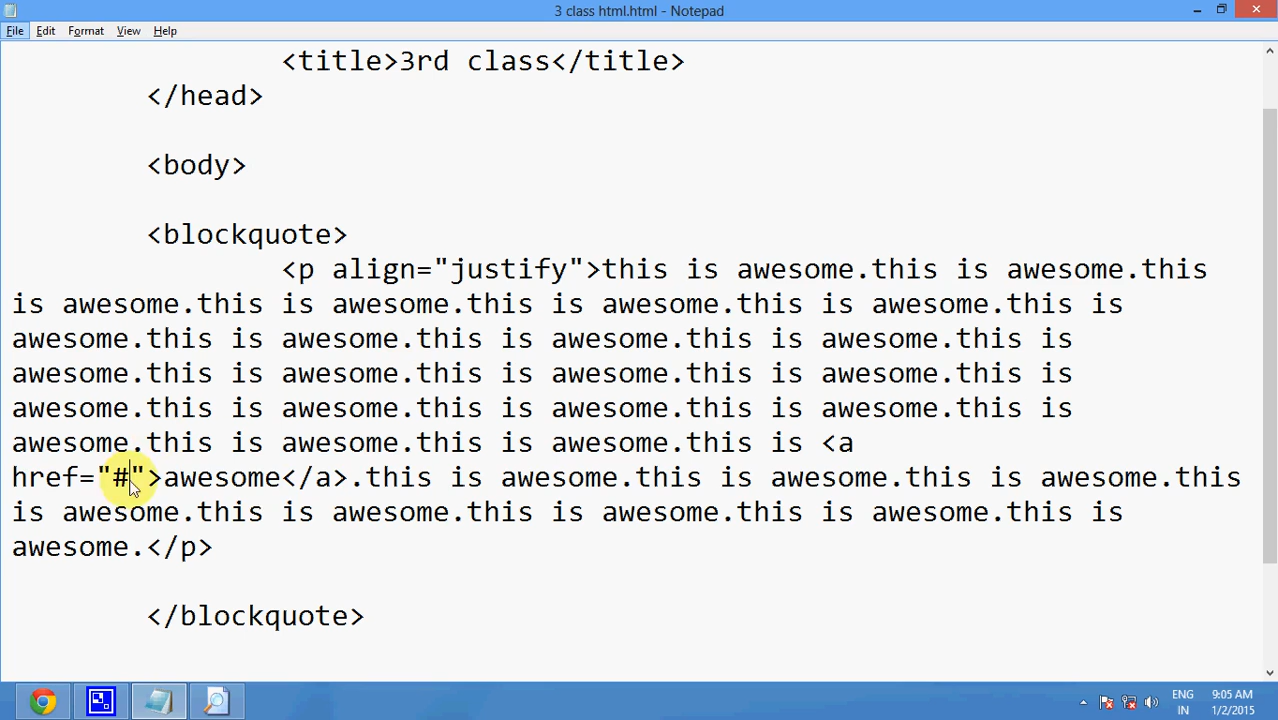 3 class html.html - Notepad
File Edit Format View Help
<title>3rd class</title>
</head>
<body>
<blockquote>
<p align="justify">this is awesome.this is awesome.this
is awesome.this is awesome.this is awesome.this is awesome.this is
awesome.this is awesome.this is awesome.this is awesome.this is
awesome.this is awesome.this is awesome.this is awesome.this is
awesome.this is awesome.this is awesome.this is awesome.this is
awesome.this is awesome.this is awesome.this is <a
href="#">awesome</a>.this is awesome.this is awesome.this is awesome.this
is awesome.this is awesome.this is awesome.this is awesome.this is
awesome.</p>
</blockquote>
ENG 9:05 AM
IN 1/2/2015